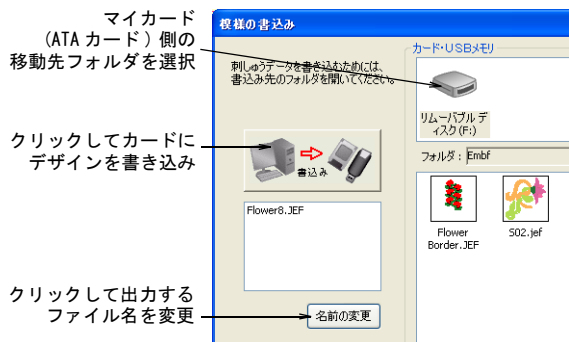 マイカード
(ATA カード) 側の
移動先フォルダを選択
クリックしてカードに
デザインを書き込み
クリックして出力する
ファイル名を変更
模様の書込み
刺しゅうデータを書き込むためには、
書込み先のフォルダを開いてください。
書込み
Flower8.JEF
名前の変更
カード・USBメモリ
リムーバブル デ
ィスク (F:)
フォルダ : Embf
Flower
Border.JEF
S02.jef